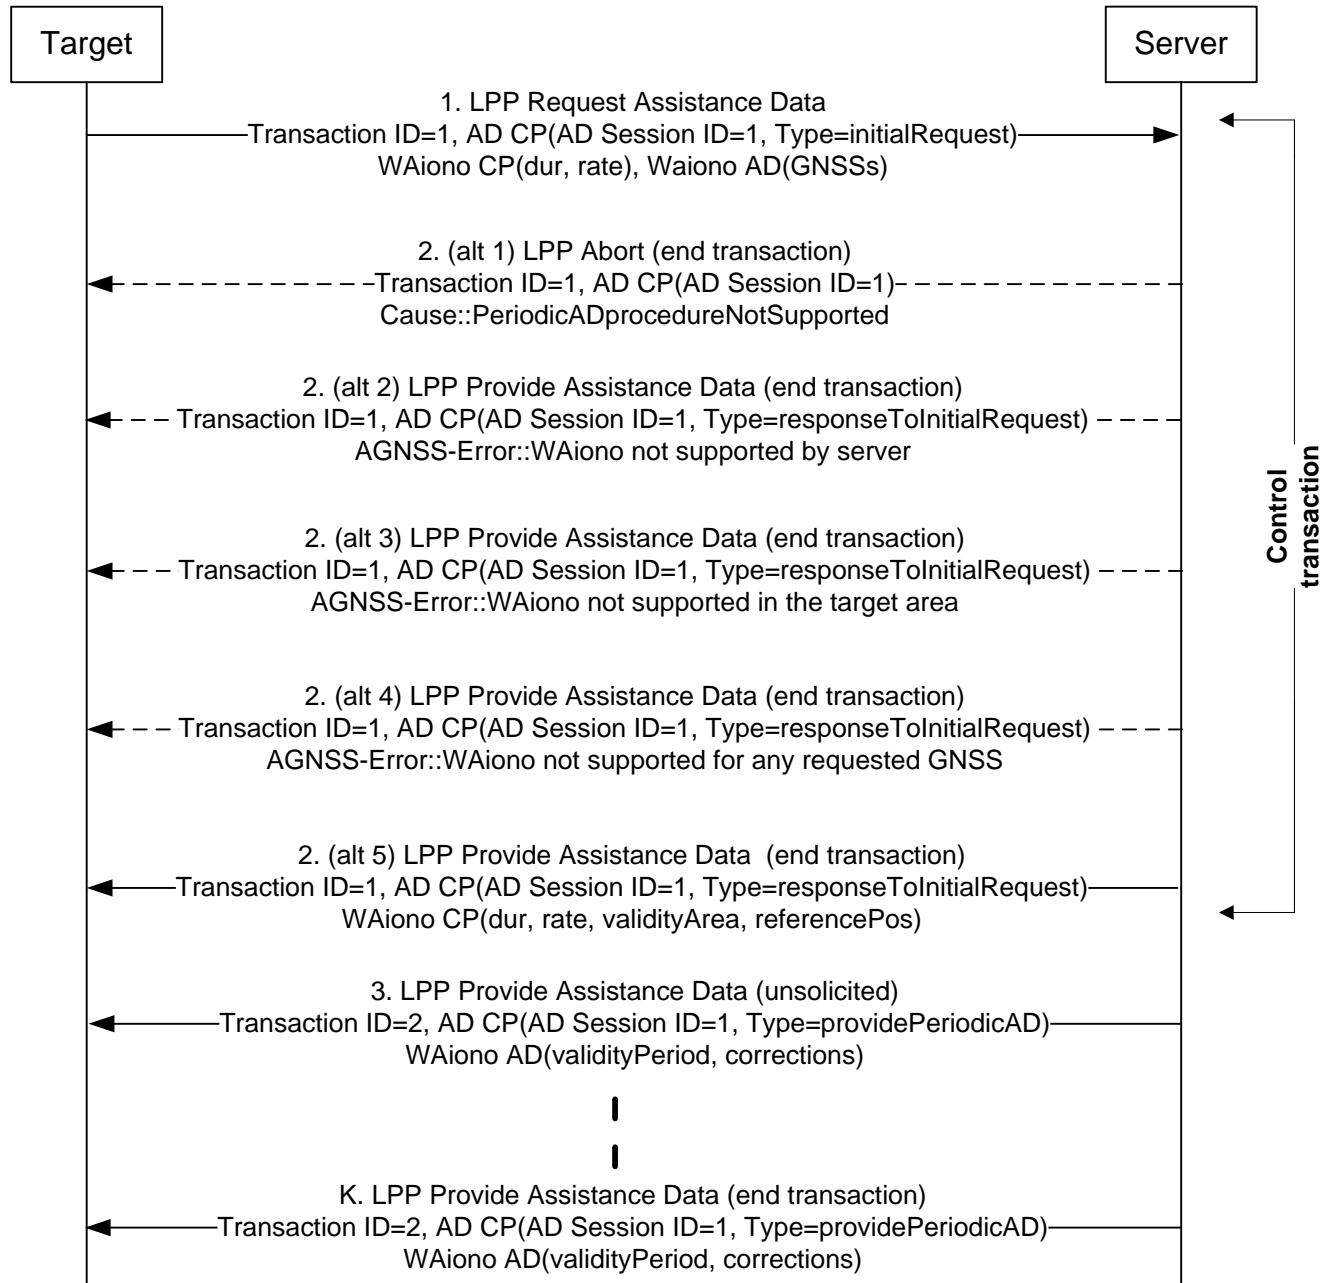 Target
Server
1. LPP Request Assistance Data
Transaction ID=1, AD CP(AD Session ID=1, Type=initialRequest)
WAiono CP(dur, rate), Waiono AD(GNSSs)
2. (alt 1) LPP Abort (end transaction)
Transaction ID=1, AD CP(AD Session ID=1)
Cause::PeriodicADprocedureNotSupported
2. (alt 2) LPP Provide Assistance Data (end transaction)
Transaction ID=1, AD CP(AD Session ID=1, Type=responseToInitialRequest)
AGNSS-Error::WAiono not supported by server
2. (alt 3) LPP Provide Assistance Data (end transaction)
Transaction ID=1, AD CP(AD Session ID=1, Type=responseToInitialRequest)
AGNSS-Error::WAiono not supported in the target area
2. (alt 4) LPP Provide Assistance Data (end transaction)
Transaction ID=1, AD CP(AD Session ID=1, Type=responseToInitialRequest)
AGNSS-Error::WAiono not supported for any requested GNSS
2. (alt 5) LPP Provide Assistance Data (end transaction)
Transaction ID=1, AD CP(AD Session ID=1, Type=responseToInitialRequest)
WAiono CP(dur, rate, validityArea, referencePos)
Control
transaction
3. LPP Provide Assistance Data (unsolicited)
Transaction ID=2, AD CP(AD Session ID=1, Type=providePeriodicAD)
WAiono AD(validityPeriod, corrections)
K. LPP Provide Assistance Data (end transaction)
Transaction ID=2, AD CP(AD Session ID=1, Type=providePeriodicAD)
WAiono AD(validityPeriod, corrections)